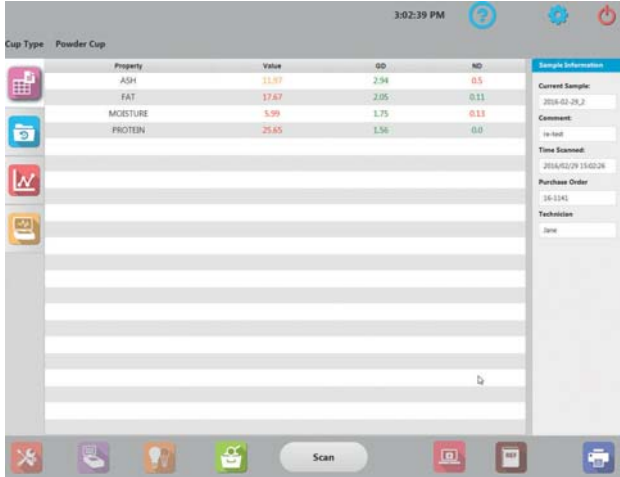 3:02:39 PM
?
Cup Type Powder Cup
Property Value GD ND
ASH 11.97 2.94 0.5
FAT 17.67 2.05 0.11
MOISTURE 5.99 1.75 0.13
PROTEIN 25.65 1.56 0.0
Sample Information
Current Sample:
2016-02-29_2
Comment:
re-test
Time Scanned:
2016/02/29 15:02:26
Purchase Order
16-1141
Technician
Jane
Scan
REF